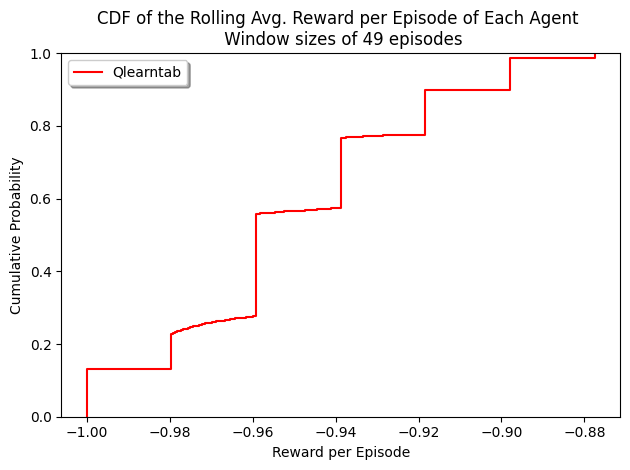 CDF of the Rolling Avg. Reward per Episode of Each Agent
Window sizes of 49 episodes
Qlearntab
1.0
0.8
0.6
0.4
0.2
0.0
Cumulative Probability
−1.00 −0.98 −0.96 −0.94 −0.92 −0.90 −0.88
Reward per Episode